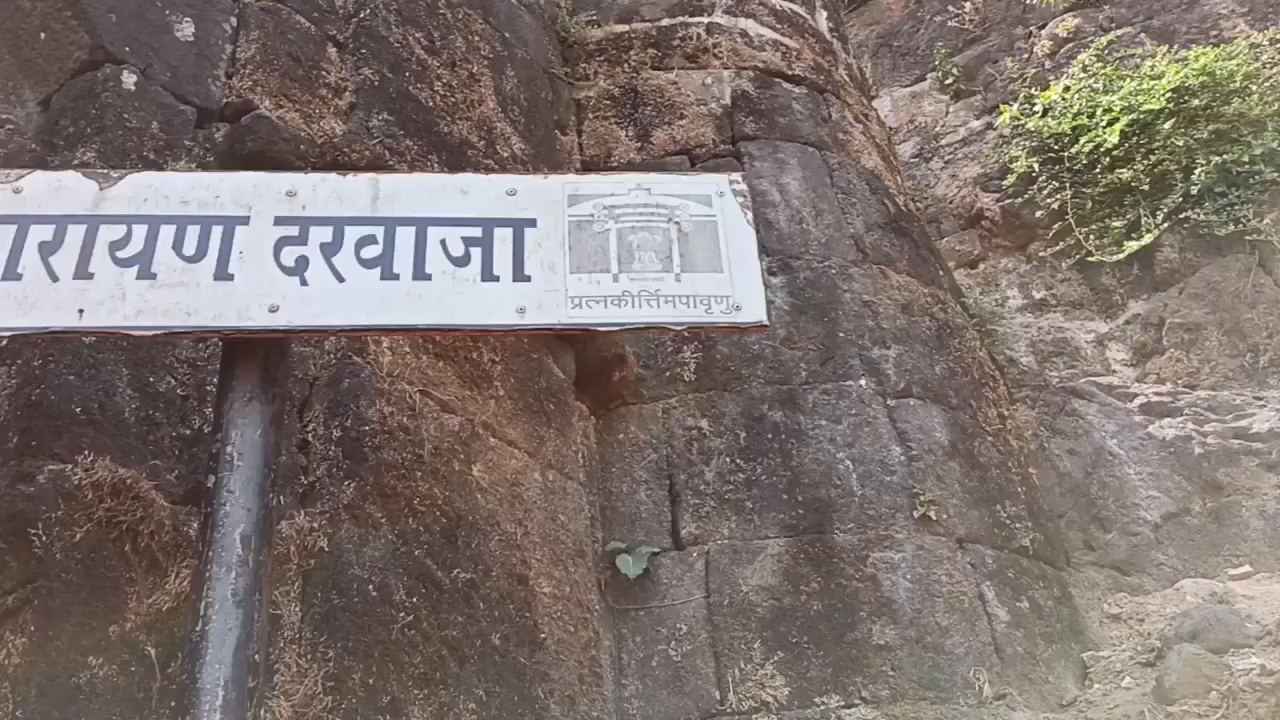 ारायण दरवाजा
प्रत्नकीर्त्तिमपावृणु